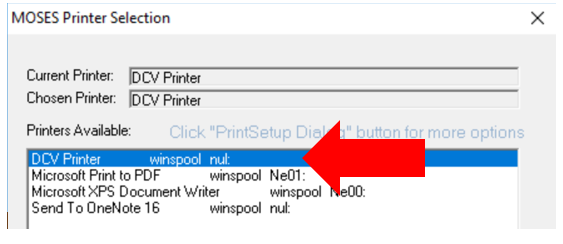 MOSES Printer Selection
Current Printer: DCV Printer
Chosen Printer: DCV Printer
Printers Available: Click "PrintSetup Dialog" button for more options
DCV Printer winspool nul:
Microsoft Print to PDF winspool Ne01:
Microsoft XPS Document Writer winspool Ne00:
Send To OneNote 16 winspool nul: